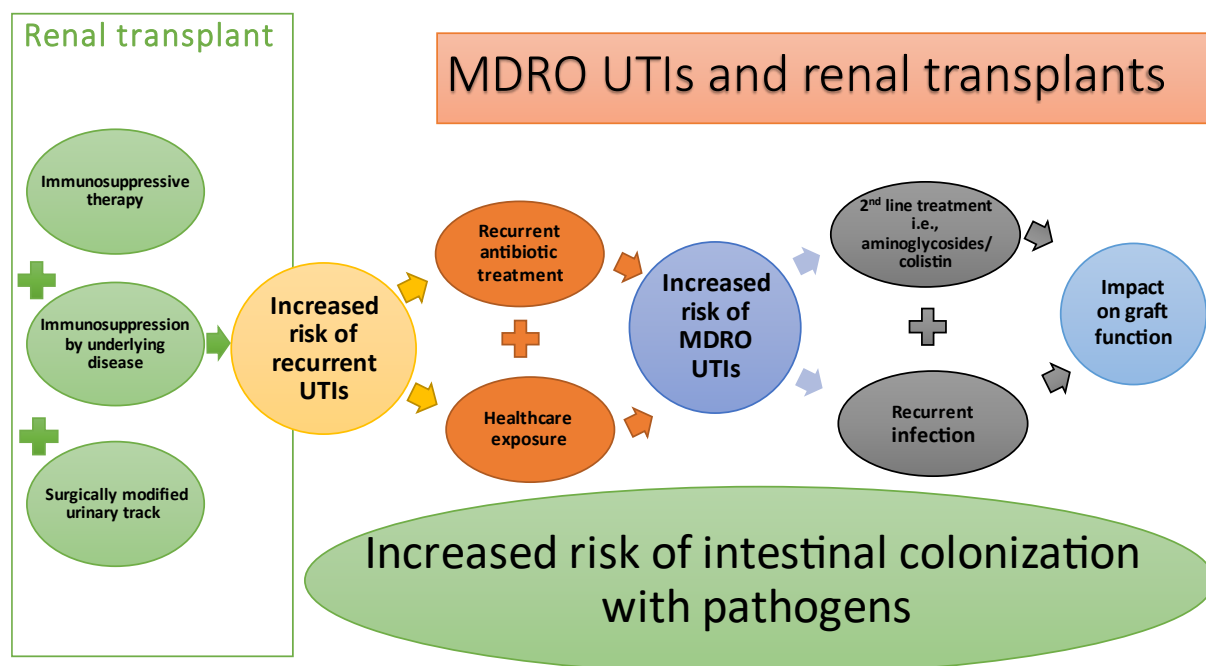 Renal transplant
MDRO UTIs and renal transplants
Immunosuppressive
therapy
Immunosuppression
by underlying
disease
Surgically modified
urinary track
Increased
risk of
recurrent
UTIs
Recurrent
antibiotic
treatment
Healthcare
exposure
Increased
risk of
MDRO
UTIs
2nd line treatment
i.e.,
aminoglycosides/
colistin
Recurrent
infection
Impact
on graft
function
Increased risk of intestinal colonization
with pathogens